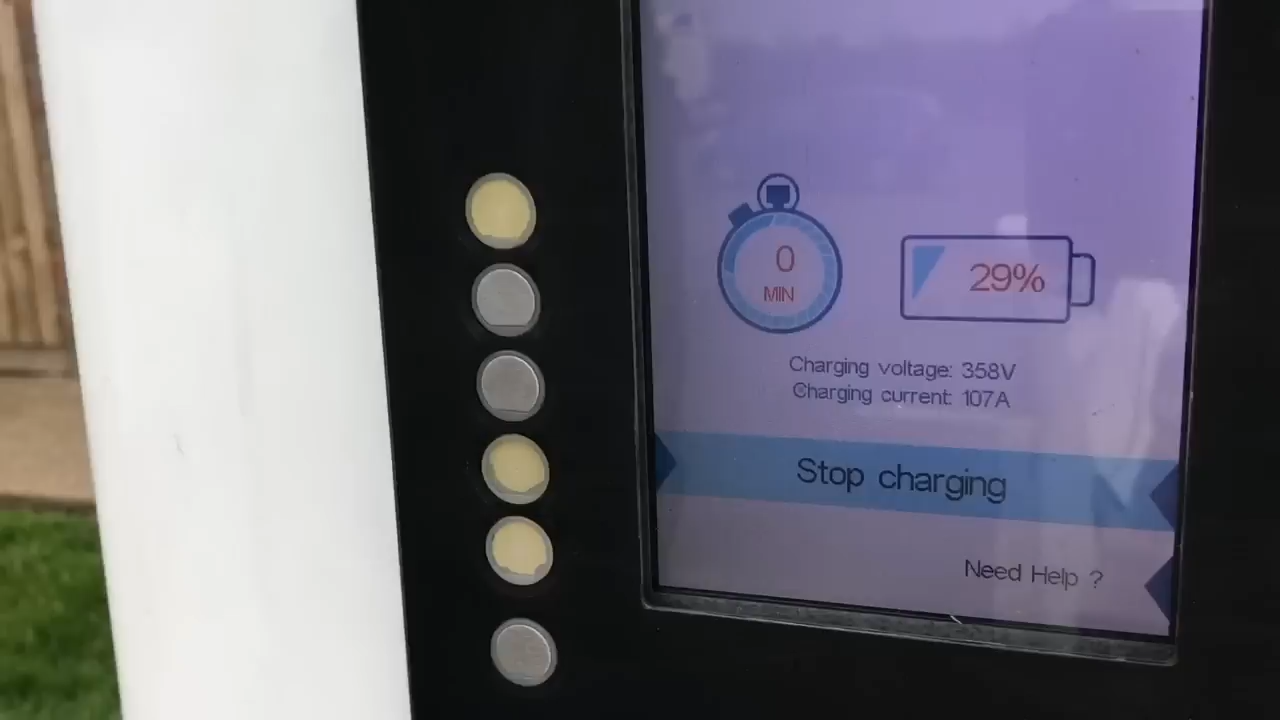 0
MIN
29%
Charging voltage: 358V
Charging current: 107A
Stop charging
Need Help ?